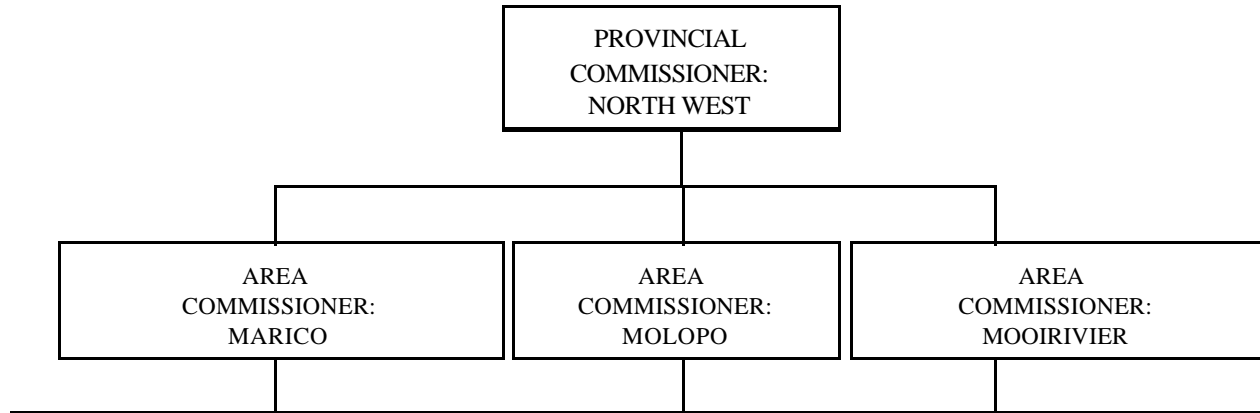 PROVINCIAL
COMMISSIONER:
NORTH WEST
AREA
COMMISSIONER:
MARICO
AREA
COMMISSIONER:
MOLOPO
AREA
COMMISSIONER:
MOOIRIVIER